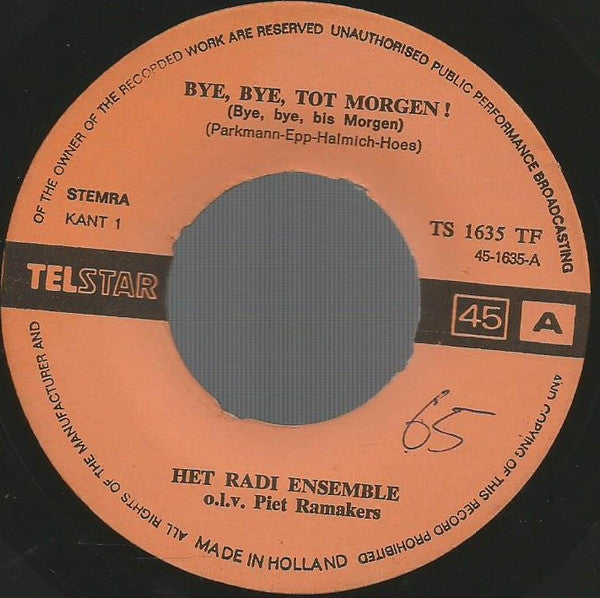 ALL RIGHTS OF THE MANUFACTURER AND OF THE OWNER OF THE RECORDED WORK ARE RESERVED UNAUTHORISED PUBLIC PERFORMANCE BROADCASTING AND COPYING OF THIS RECORD PROHIBITED
BYE, BYE, TOT MORGEN !
(Bye, bye, bis Morgen)
(Parkmann-Epp-Halmich-Hoes)
STEMRA
KANT 1
TS 1635 TF
45-1635-A
TELSTAR
45 A
65
HET RADI ENSEMBLE
o.l.v. Piet Ramakers
MADE IN HOLLAND